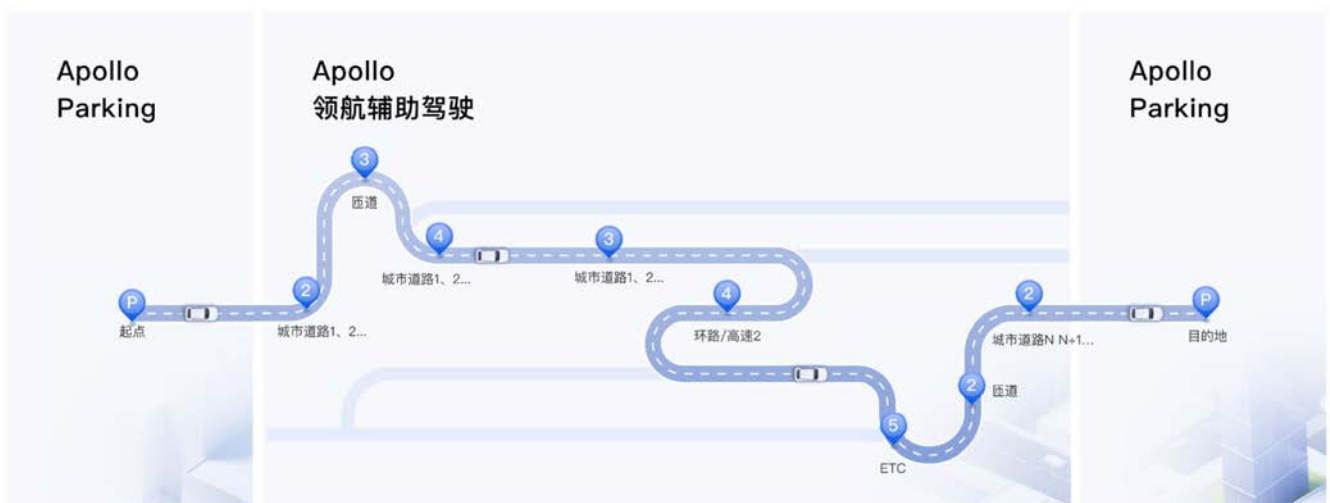 Apollo
Parking
Apollo
领航辅助驾驶
Apollo
Parking
P
起点
2
城市道路1、2...
3
匝道
4
城市道路1、2...
3
城市道路1、2...
4
环路/高速2
5
ETC
2
匝道
2
城市道路N N+1...
P
目的地